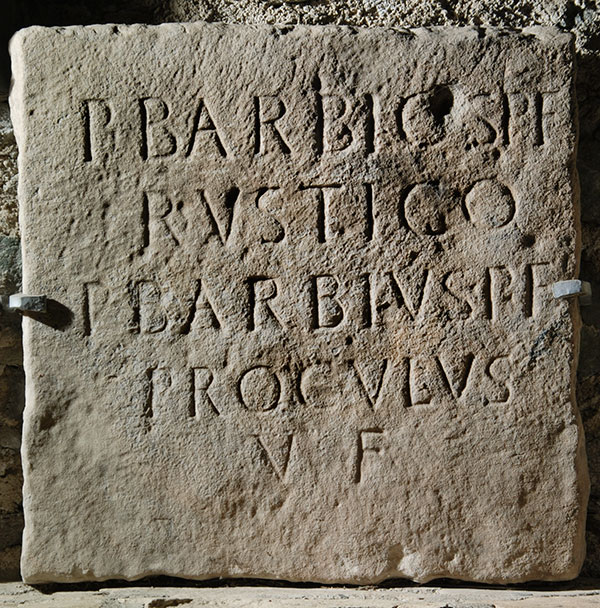 P BARBIO SP F
RVSTICO
P BARBIVS P F
PROCVLVS
V F